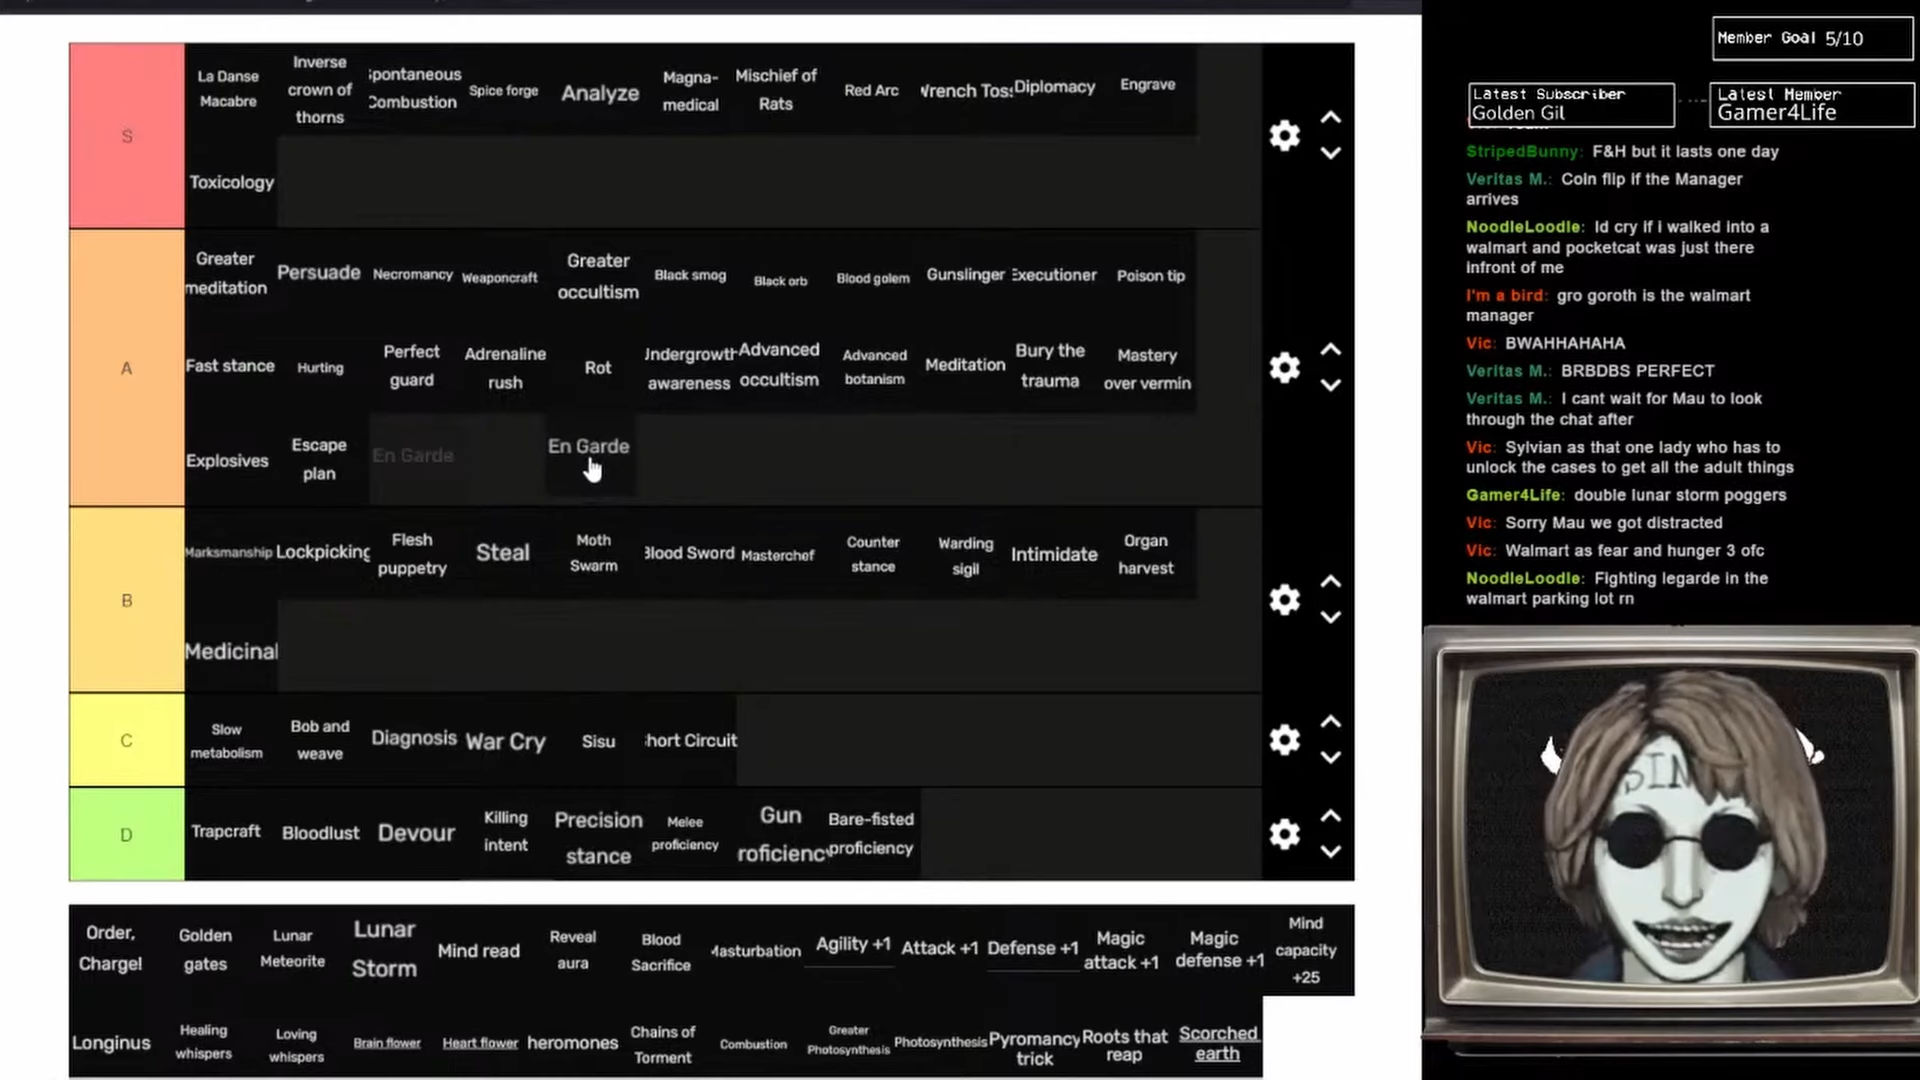 S
La Danse
Macabre
Inverse
crown of
thorns
Spontaneous
Combustion
Spice forge
Analyze
Magna-
medical
Mischief of
Rats
Red Arc
Wrench Toss
Diplomacy
Engrave
Toxicology
A
Greater
meditation
Persuade
Necromancy
Weaponcraft
Greater
occultism
Black smog
Black orb
Blood golem
Gunslinger
Executioner
Poison tip
Fast stance
Hurting
Perfect
guard
Adrenaline
rush
Rot
Undergrowth
awareness
Advanced
occultism
Advanced
botanism
Meditation
Bury the
trauma
Mastery
over vermin
Explosives
Escape
plan
En Garde
En Garde
B
Marksmanship
Lockpicking
Flesh
puppetry
Steal
Moth
Swarm
Blood Sword
Masterchef
Counter
stance
Warding
sigil
Intimidate
Organ
harvest
Medicinal
C
Slow
metabolism
Bob and
weave
Diagnosis
War Cry
Sisu
Short Circuit
D
Trapcraft
Bloodlust
Devour
Killing
intent
Precision
stance
Melee
proficiency
Gun
roficiency
Bare-fisted
proficiency
Order,
Charge!
Golden
gates
Lunar
Meteorite
Lunar
Storm
Mind read
Reveal
aura
Blood
Sacrifice
Masturbation
Agility +1
Attack +1
Defense +1
Magic
attack +1
Magic
defense +1
Mind
capacity
+25
Longinus
Healing
whispers
Loving
whispers
Brain flower
Heart flower
heromones
Chains of
Torment
Combustion
Greater
Photosynthesis
Photosynthesis
Pyromancy
trick
Roots that
reap
Scorched
earth
Member Goal 5/10
Latest Subscriber
Golden Gil
Latest Member
Gamer4Life
StripedBunny: F&H but it lasts one day
Veritas M.: Coin flip if the Manager
arrives
NoodleLoodle: Id cry if i walked into a
walmart and pocketcat was just there
infront of me
I'm a bird: gro goroth is the walmart
manager
Vic: BWAHHAHAHA
Veritas M.: BRBDBS PERFECT
Veritas M.: I cant wait for Mau to look
through the chat after
Vic: Sylvian as that one lady who has to
unlock the cases to get all the adult things
Gamer4Life: double lunar storm poggers
Vic: Sorry Mau we got distracted
Vic: Walmart as fear and hunger 3 ofc
NoodleLoodle: Fighting legarde in the
walmart parking lot rn
SIN